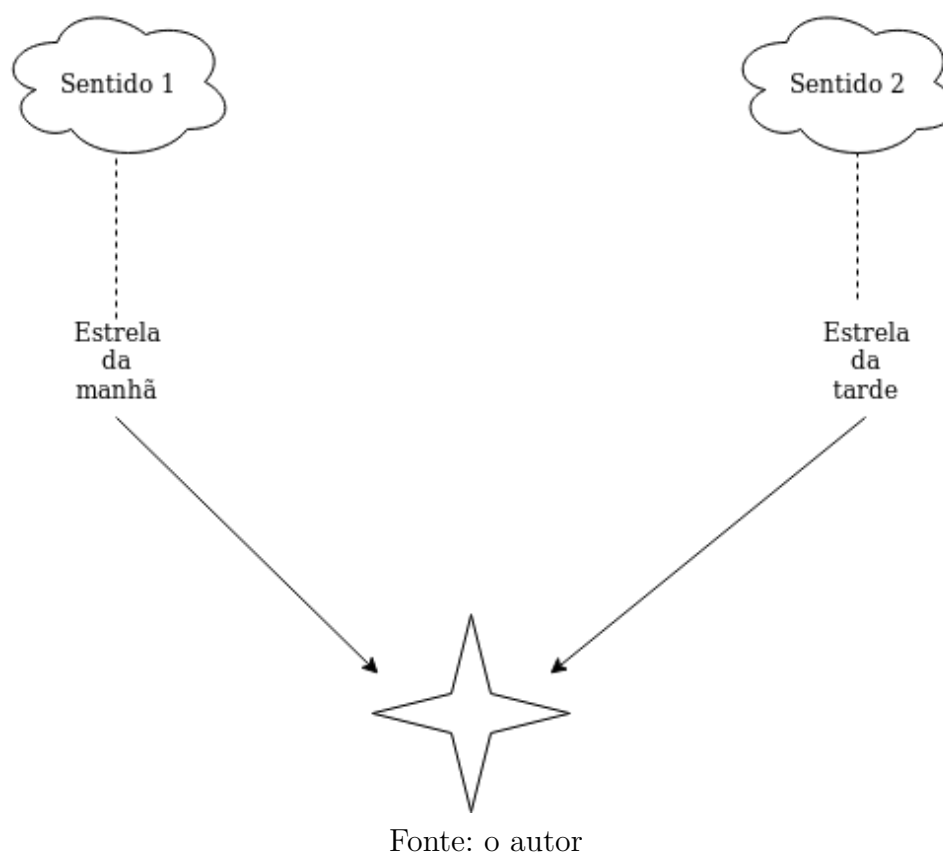 Sentido 1
Sentido 2
Estrela
da
manhã
Estrela
da
tarde
Fonte: o autor